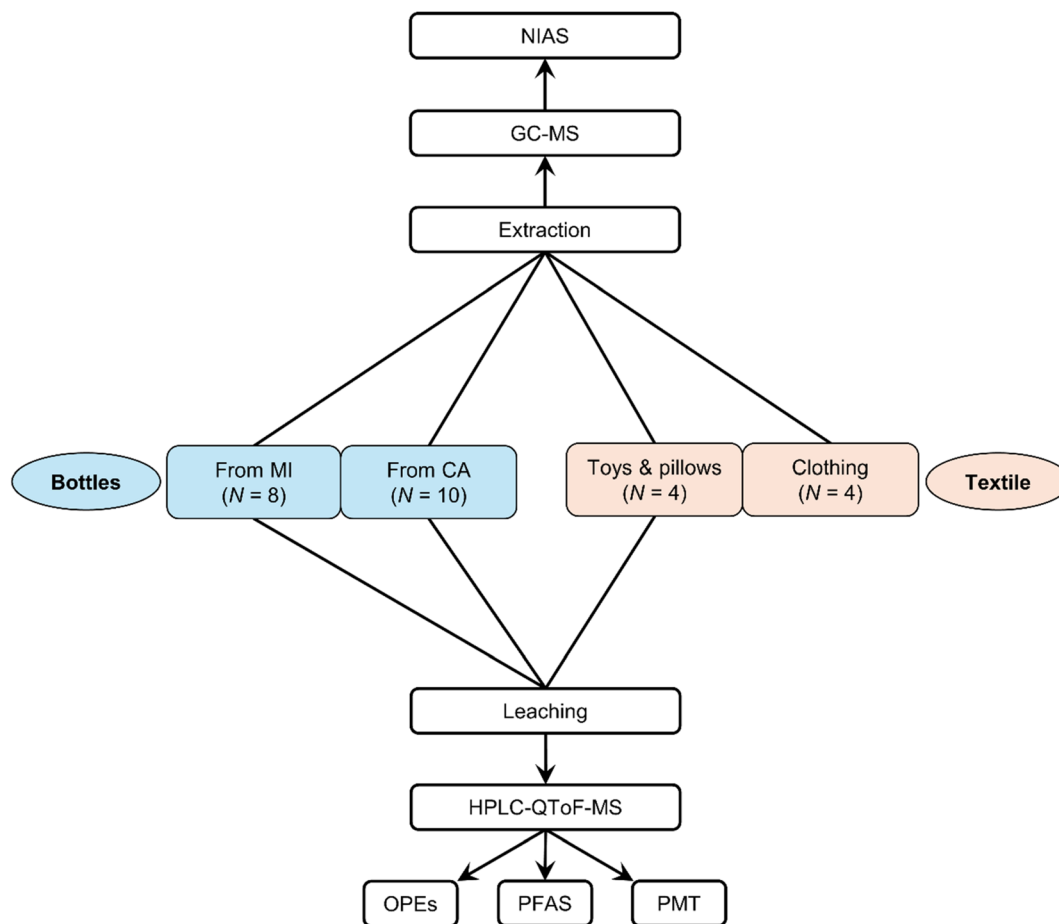 NIAS
GC-MS
Extraction
Bottles
From MI
(N = 8)
From CA
(N = 10)
Toys & pillows
(N = 4)
Clothing
(N = 4)
Textile
Leaching
HPLC-QToF-MS
OPEs
PFAS
PMT